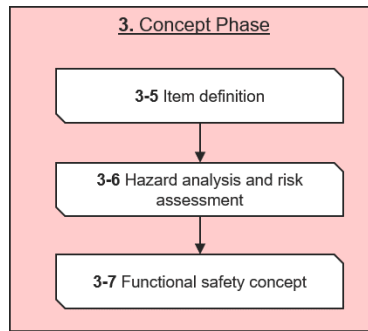 3. Concept Phase
3-5 Item definition
3-6 Hazard analysis and risk
assessment
3-7 Functional safety concept